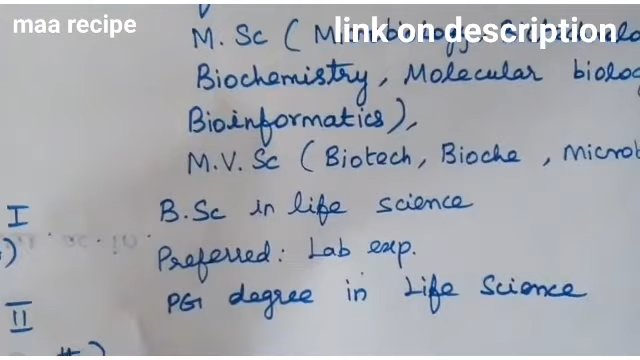 maa recipe
link on description
M.Sc ( Microbiology,
Biochemistry, Molecular
Bioinformatics),
M.V.Sc ( Biotech, Bioche ,
I B.Sc in life science
Preferred: Lab exp.
II PG degree in Life Science